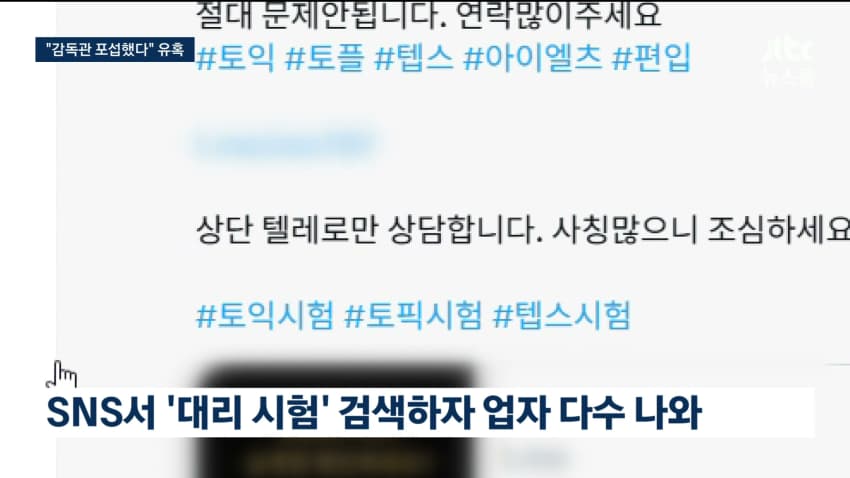 절대 문제안됩니다. 연락많이주세요
"감독관 포섭했다" 유혹
#토익 #토플 #텝스 #아이엘츠 #편입
jtbc
뉴스룸
상단 텔레로만 상담합니다. 사칭많으니 조심하세요
#토익시험 #토픽시험 #텝스시험
SNS서 '대리 시험' 검색하자 업자 다수 나와